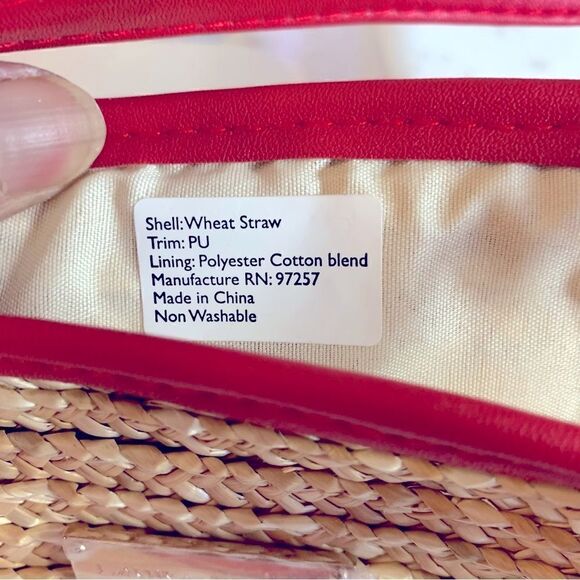 Shell: Wheat Straw
Trim: PU
Lining: Polyester Cotton blend
Manufacture RN: 97257
Made in China
Non Washable